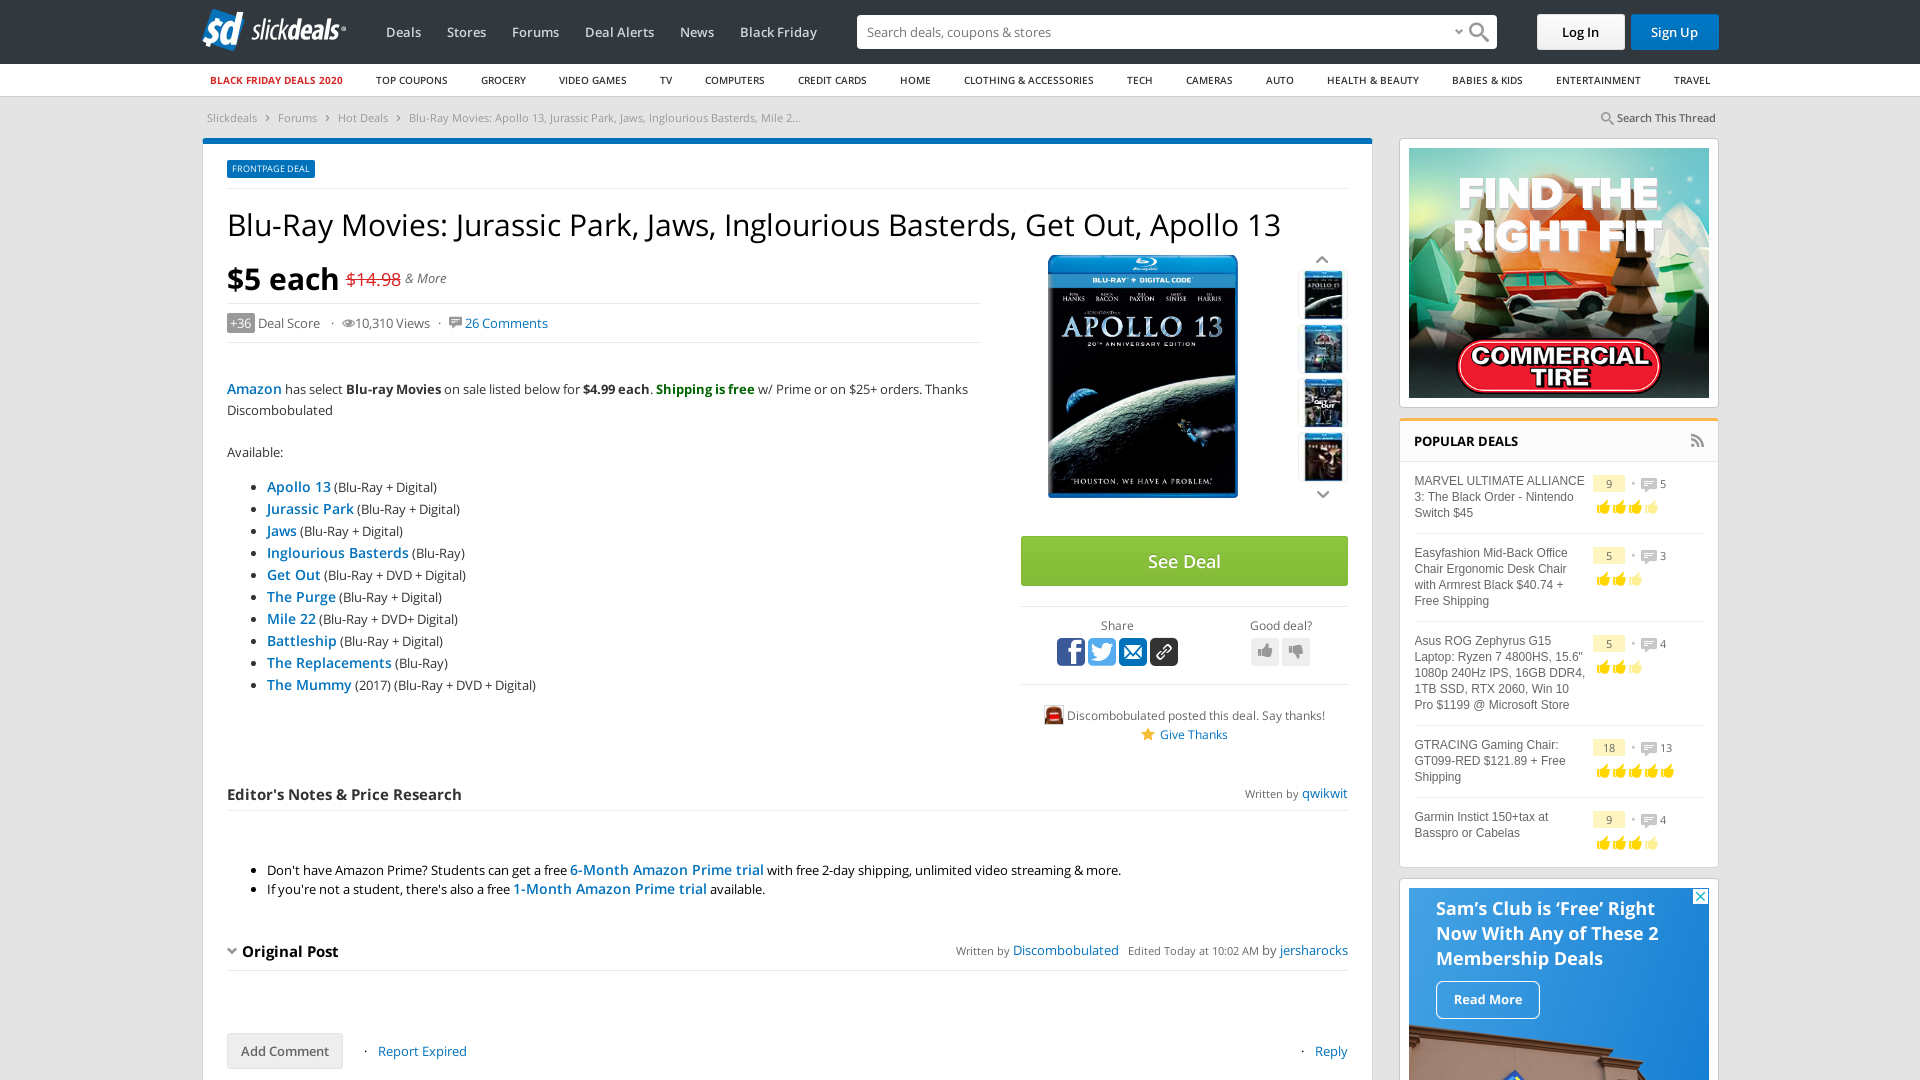 slickdeals
Deals
Stores
Forums
Deal Alerts
News
Black Friday
Search deals, coupons & stores
Log In
Sign Up
BLACK FRIDAY DEALS 2020
TOP COUPONS
GROCERY
VIDEO GAMES
TV
COMPUTERS
CREDIT CARDS
HOME
CLOTHING & ACCESSORIES
TECH
CAMERAS
AUTO
HEALTH & BEAUTY
BABIES & KIDS
ENTERTAINMENT
TRAVEL
Slickdeals › Forums › Hot Deals › Blu-Ray Movies: Apollo 13, Jurassic Park, Jaws, Inglourious Basterds, Mile 2...
Search This Thread
FRONTPAGE DEAL
Blu-Ray Movies: Jurassic Park, Jaws, Inglourious Basterds, Get Out, Apollo 13
$5 each $14.98 & More
+36 Deal Score · 10,310 Views · 26 Comments
Amazon has select Blu-ray Movies on sale listed below for $4.99 each. Shipping is free w/ Prime or on $25+ orders. Thanks
Discombobulated
Available:
Apollo 13 (Blu-Ray + Digital)
Jurassic Park (Blu-Ray + Digital)
Jaws (Blu-Ray + Digital)
Inglourious Basterds (Blu-Ray)
Get Out (Blu-Ray + DVD + Digital)
The Purge (Blu-Ray + Digital)
Mile 22 (Blu-Ray + DVD+ Digital)
Battleship (Blu-Ray + Digital)
The Replacements (Blu-Ray)
The Mummy (2017) (Blu-Ray + DVD + Digital)
BLU-RAY + DIGITAL CODE
TOM HANKS KEVIN BACON BILL PAXTON GARY SINISE ED HARRIS
APOLLO 13
20TH ANNIVERSARY EDITION
"HOUSTON, WE HAVE A PROBLEM."
APOLLO 13
GET OUT
See Deal
Share
Good deal?
Discombobulated posted this deal. Say thanks!
Give Thanks
Editor's Notes & Price Research
Written by qwikwit
Don't have Amazon Prime? Students can get a free 6-Month Amazon Prime trial with free 2-day shipping, unlimited video streaming & more.
If you're not a student, there's also a free 1-Month Amazon Prime trial available.
Original Post
Written by Discombobulated Edited Today at 10:02 AM by jersharocks
Add Comment · Report Expired
· Reply
FIND THE
RIGHT FIT
COMMERCIAL
TIRE
POPULAR DEALS
MARVEL ULTIMATE ALLIANCE
3: The Black Order - Nintendo
Switch $45
9 • 5
Easyfashion Mid-Back Office
Chair Ergonomic Desk Chair
with Armrest Black $40.74 +
Free Shipping
5 • 3
Asus ROG Zephyrus G15
Laptop: Ryzen 7 4800HS, 15.6"
1080p 240Hz IPS, 16GB DDR4,
1TB SSD, RTX 2060, Win 10
Pro $1199 @ Microsoft Store
5 • 4
GTRACING Gaming Chair:
GT099-RED $121.89 + Free
Shipping
18 • 13
Garmin Instict 150+tax at
Basspro or Cabelas
9 • 4
Sam's Club is 'Free' Right
Now With Any of These 2
Membership Deals
Read More